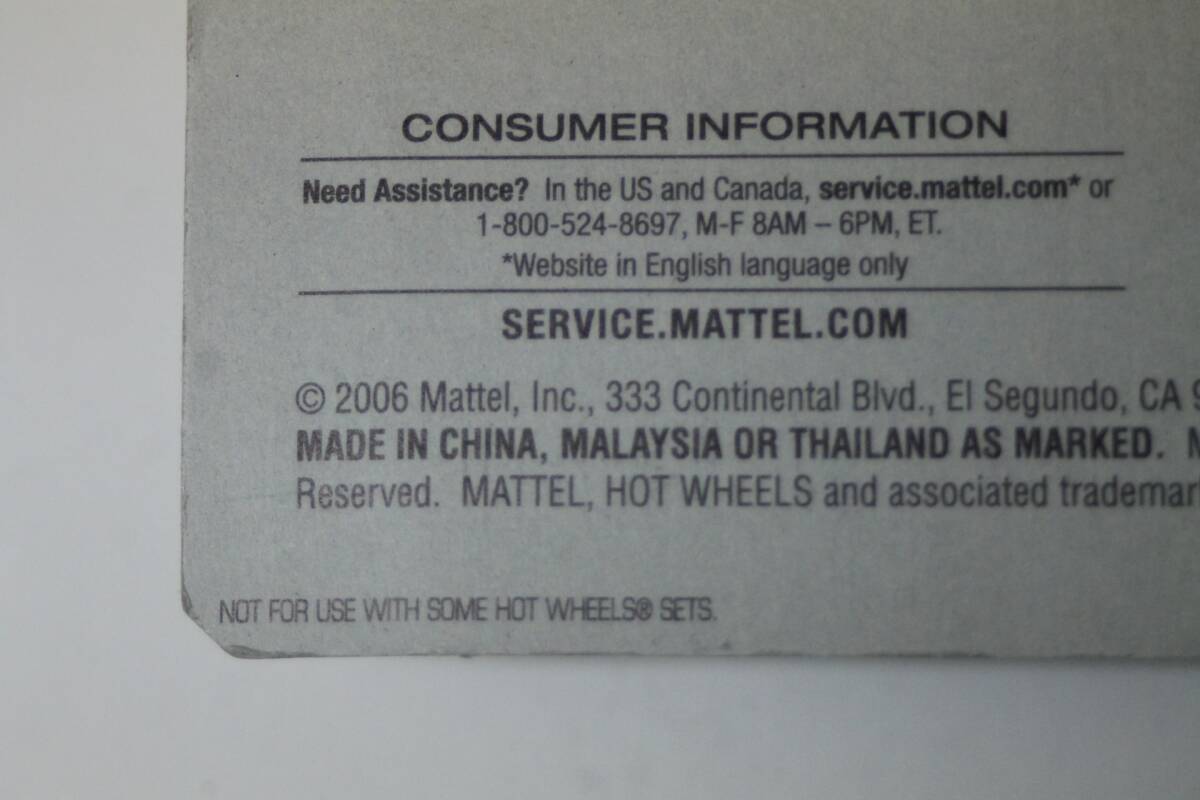 CONSUMER INFORMATION
Need Assistance? In the US and Canada, service.mattel.com* or
1-800-524-8697, M-F 8AM – 6PM, ET.
*Website in English language only
SERVICE.MATTEL.COM
© 2006 Mattel, Inc., 333 Continental Blvd., El Segundo, CA
MADE IN CHINA, MALAYSIA OR THAILAND AS MARKED.
Reserved. MATTEL, HOT WHEELS and associated
NOT FOR USE WITH SOME HOT WHEELS® SETS.